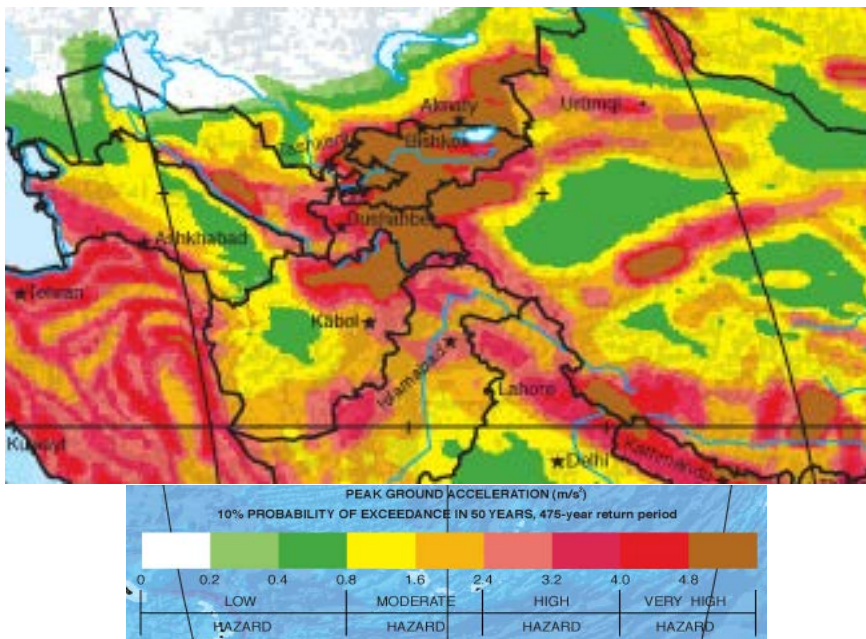 Almaty
Urumqi
Tashkent
Bishkek
Dushanbe
Ashkhabad
Tehran
Kabol
Islamabad
Lahore
Kuwayt
Delhi
Kathmandu
PEAK GROUND ACCELERATION (m/s²)
10% PROBABILITY OF EXCEEDANCE IN 50 YEARS, 475-year return period
0 0.2 0.4 0.8 1.6 2.4 3.2 4.0 4.8
LOW MODERATE HIGH VERY HIGH
HAZARD HAZARD HAZARD HAZARD